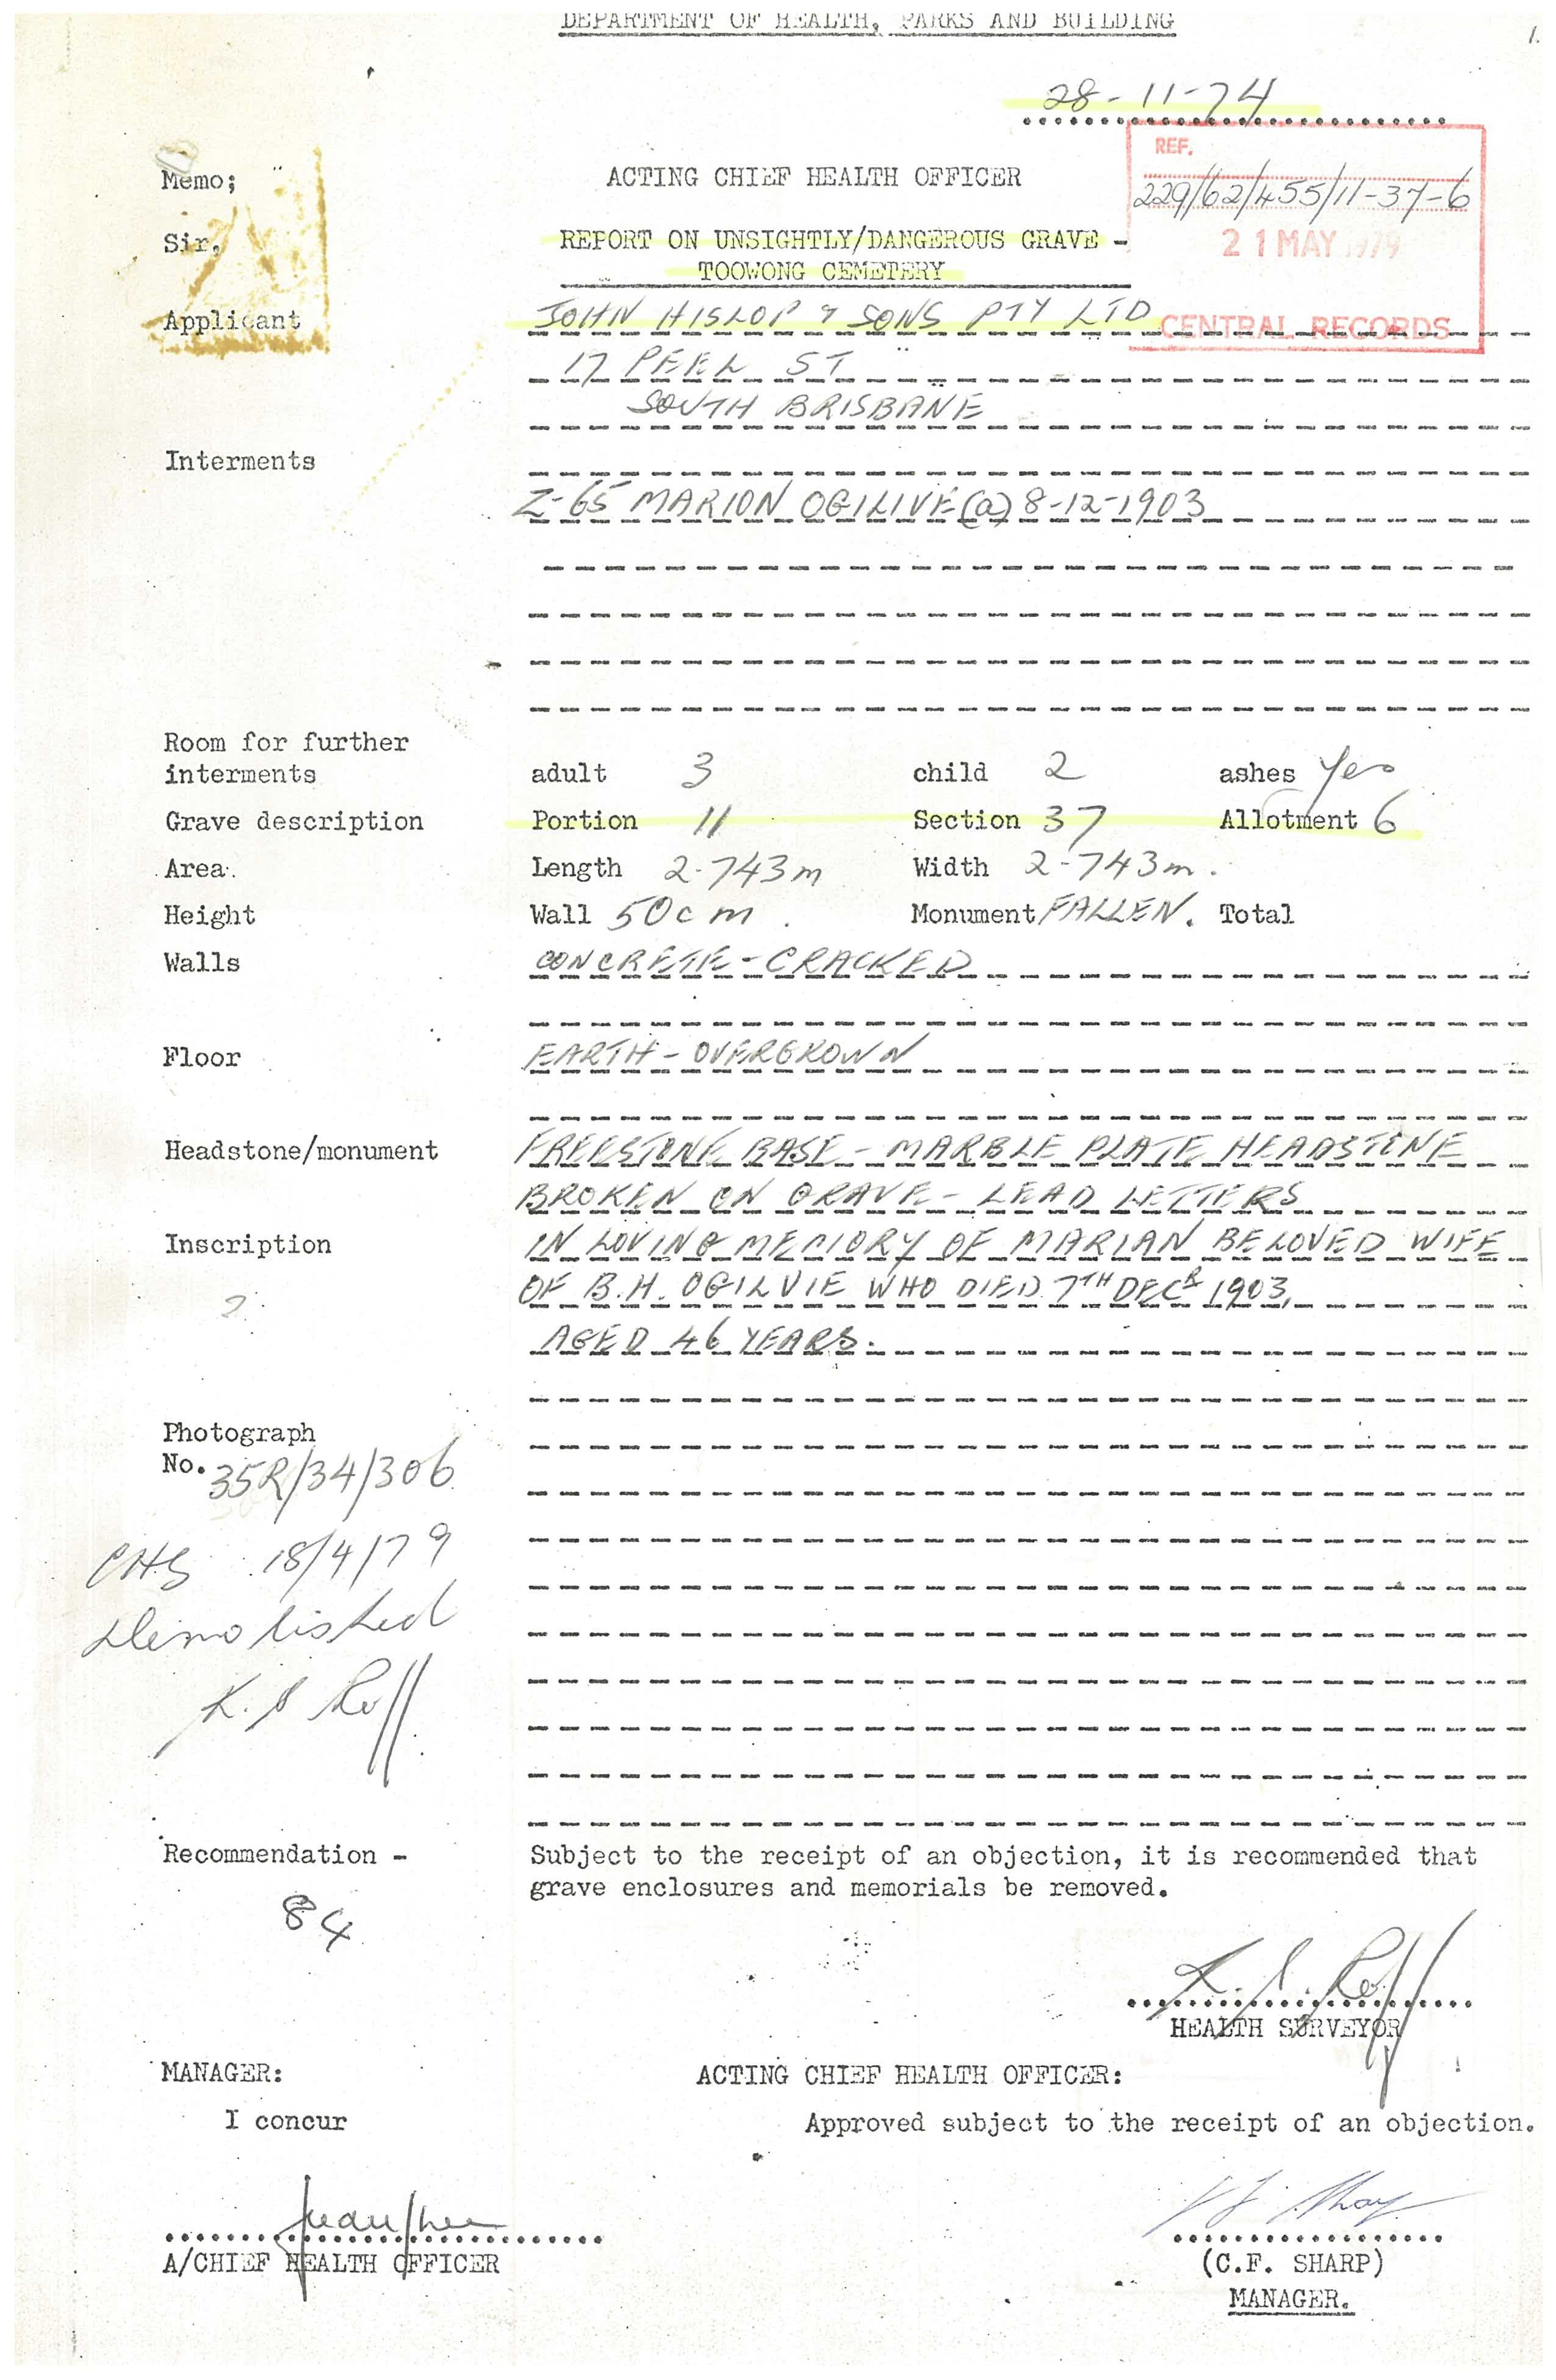 DEPARTMENT OF HEALTH, PARKS AND BUILDING
1.
28-11-74
REF.
Memo;
ACTING CHIEF HEALTH OFFICER
229/62/455/11-37-6
Sir,
REPORT ON UNSIGHTLY/DANGEROUS GRAVE -
21 MAY 1979
TOOWONG CEMETERY
Applicant
JOHN HISLOP & SONS PTY LTD
CENTRAL RECORDS
17 PEEL ST
SOUTH BRISBANE
Interments
Z-65 MARION OGILIVE (a) 8-12-1903
Room for further
interments adult 3 child 2 ashes Yes
Grave description Portion 11 Section 37 Allotment 6
Area Length 2.743m Width 2-743m.
Height Wall 50cm. Monument FALLEN. Total
Walls CONCRETE - CRACKED
Floor EARTH - OVERGROWN
Headstone/monument FREESTONE BASE - MARBLE PLATE HEADSTONE
BROKEN ON GRAVE - LEAD LETTERS
Inscription IN LOVING MEMORY OF MARIAN BELOVED WIFE
OF B.H. OGILVIE WHO DIED 7TH DECR 1903,
AGED 46 YEARS.
Photograph
No. 35R/34/306
18/4/79
Demolished
K. S Roff
Recommendation - Subject to the receipt of an objection, it is recommended that
grave enclosures and memorials be removed.
84
K. S. Roff
HEALTH SURVEYOR
MANAGER: ACTING CHIEF HEALTH OFFICER:
I concur Approved subject to the receipt of an objection.
A/CHIEF HEALTH OFFICER (C.F. SHARP)
MANAGER.